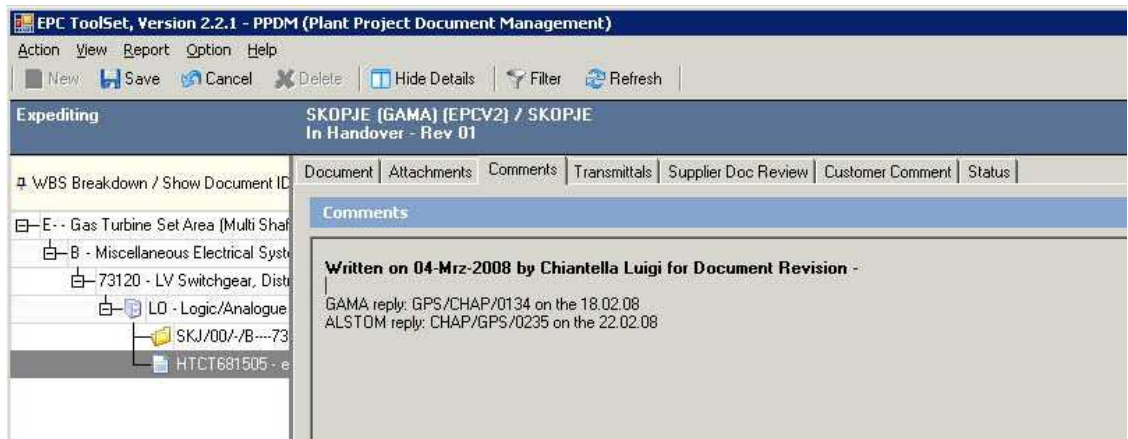 EPC ToolSet, Version 2.2.1 - PPDM (Plant Project Document Management)
Action View Report Option Help
New Save Cancel Delete Hide Details Filter Refresh
Expediting
SKOPJE (GAMA) (EPCV2) / SKOPJE
In Handover - Rev 01
WBS Breakdown / Show Document ID
Document Attachments Comments Transmittals Supplier Doc Review Customer Comment Status
Comments
E-- Gas Turbine Set Area (Multi Shaf
B - Miscellaneous Electrical Syst
73120 - LV Switchgear, Distr
LO - Logic/Analogue
SKJ/00/-/B----73
HTCT681505 - e
Written on 04-Mrz-2008 by Chiantella Luigi for Document Revision -
GAMA reply: GPS/CHAP/0134 on the 18.02.08
ALSTOM reply: CHAP/GPS/0235 on the 22.02.08